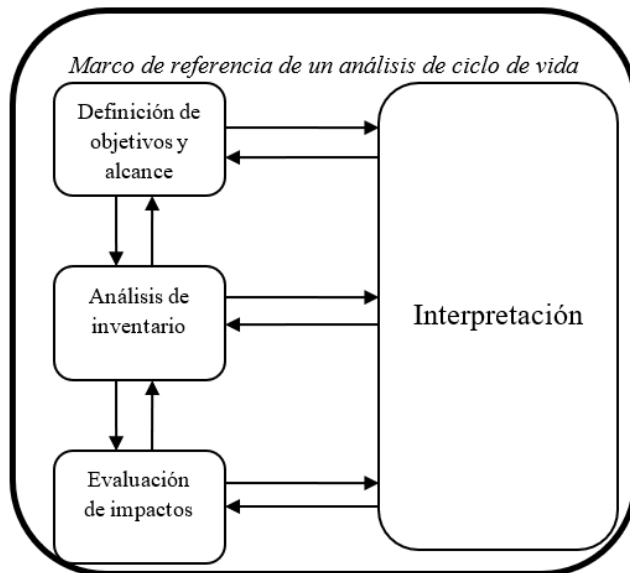 Marco de referencia de un análisis de ciclo de vida
Definición de
objetivos y
alcance
Análisis de
inventario
Interpretación
Evaluación
de impactos